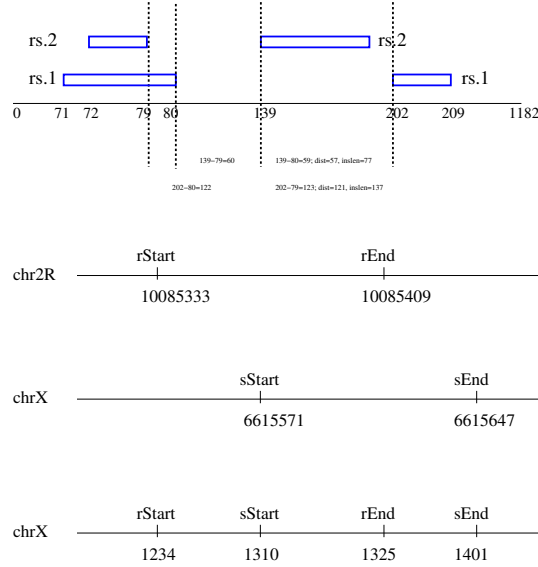 rs.2 rs.2
rs.1 rs.1
0 71 72 79 80 139 202 209 1182
139−79=60 139−80=59; dist=57, inslen=77
202−80=122 202−79=123; dist=121, inslen=137
rStart rEnd
chr2R
10085333 10085409
sStart sEnd
chrX
6615571 6615647
rStart sStart rEnd sEnd
chrX
1234 1310 1325 1401